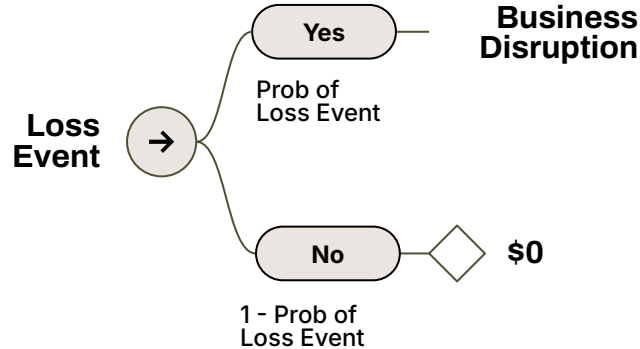 Yes
Business
Disruption
Prob of
Loss Event
Loss
Event
No
$0
1 - Prob of
Loss Event